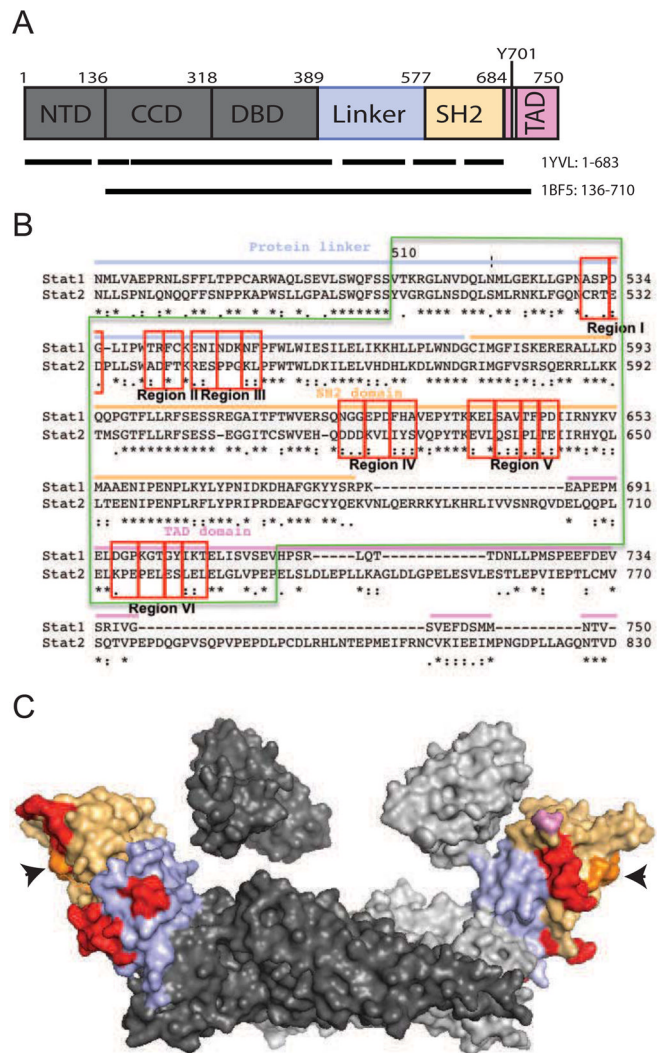 A
Y701
1 136 318 389 577 684 750
NTD CCD DBD Linker SH2 TAD
1YVL: 1-683
1BF5: 136-710
B
Protein linker 510
Stat1 NMLVAEPRNLSFFLTPPCARWAQLSEVLSWQFSSVTKRGLNVDQLNMLGEKLLGPNASPD 534
Stat2 NLLSPNLQNQQFFSNPPKAPWSLLGPALSWQFSSYVGRGLNSDQLSMLRNKLFGQNCRTE 532
Region I
Stat1 G-LIPWTRFCKENINDKNFPFWLWIESILELIKKHLLPLWNDGCIMGFISKERERALLKD 593
Stat2 DPLLSWADFTKRESPPGKLPFWTWLDKILELVHDHLKDLWNDGRIMGFVSRSQERRLLKK 592
Region II Region III
SH2 domain
Stat1 QQPGTFLLRFSESSREGAITFTWVERSQNGGEPDFHAVEPYTKKELSAVTFPDIIRNYKV 653
Stat2 TMSGTFLLRFSESS-EGGITCSWVEHQ-QDDDKVLIYSVQPYTKEVLQSLPLTEIIRHYQL 650
Region IV Region V
Stat1 MAAENIPENPLKYLYPNIDKDHAFGKYYSRPK---------------EAPEPM 691
Stat2 LTEENIPENPLRFLYPRIPRDEAFGCYYQEKVNLQERRKYLKHRLIVVSNRQVDELQQPL 710
TAD domain
Stat1 ELDGPKGTGYIKTELISVSEVHPSR-----LQT-------TDNLLPMSPEEFDEV 734
Stat2 ELKPEPELESLELELGLVPEPELSLDLEPLLKAGLDLGPELESVLESTLEPVIEPTLCMV 770
Region VI
Stat1 SRIVG---------------------------------SVEFDSMM----------NTV- 750
Stat2 SQTVPEPDQGPVSQPVPEPDLPCDLRHLNTEPMEIFRNCVKIEEIMPNGDPLLAGQNTVD 830
C